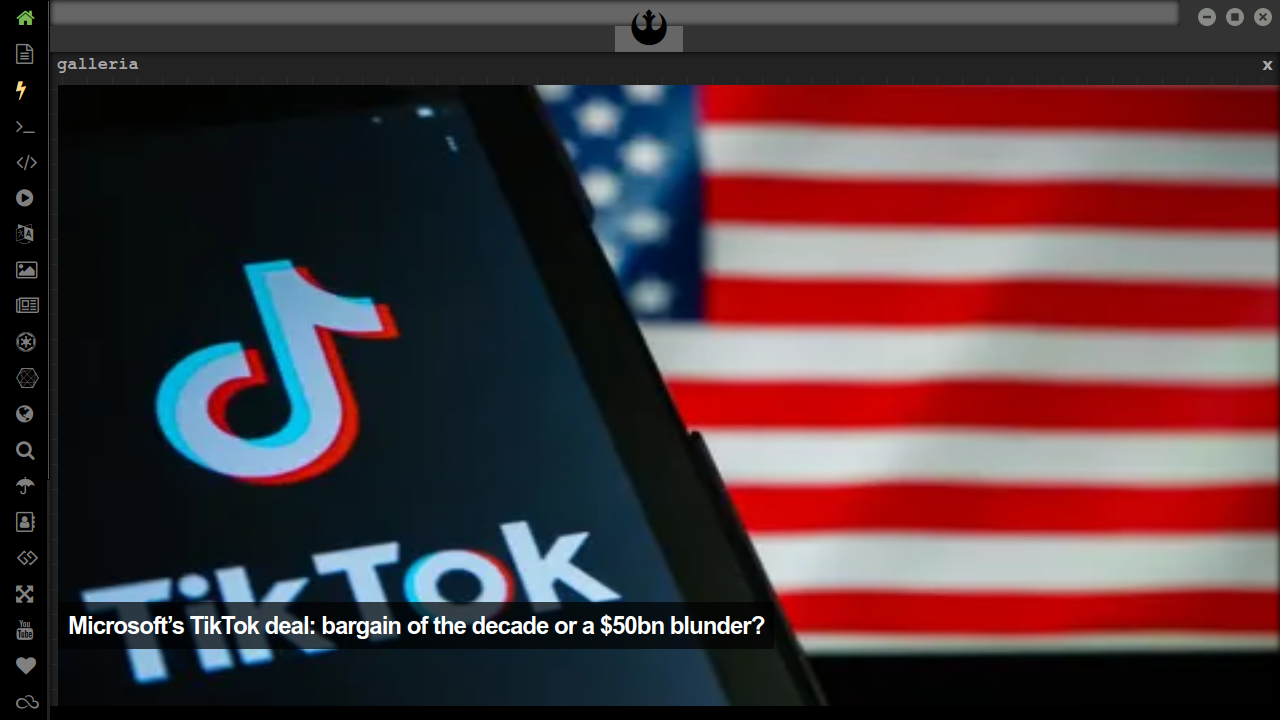 galleria
x
TikTok
Microsoft’s TikTok deal: bargain of the decade or a $50bn blunder?
You
Tube